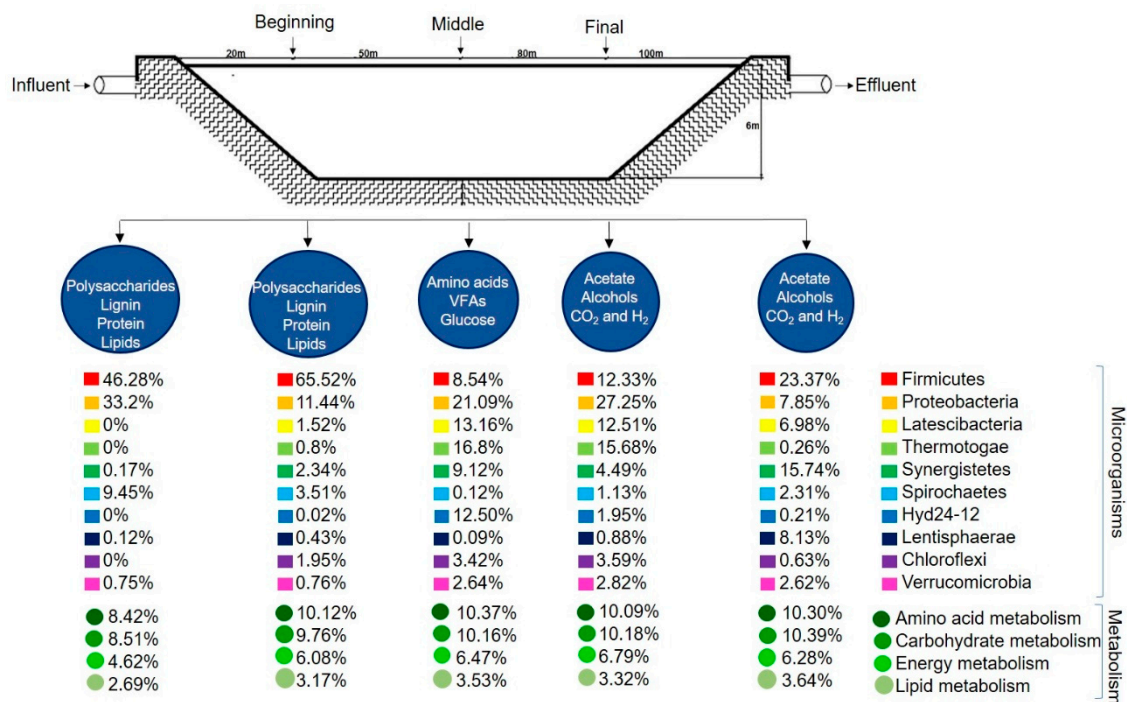 Beginning
Middle
Final
20m
50m
80m
100m
Influent
Effluent
6m
Polysaccharides
Lignin
Protein
Lipids
Polysaccharides
Lignin
Protein
Lipids
Amino acids
VFAs
Glucose
Acetate
Alcohols
CO₂ and H₂
Acetate
Alcohols
CO₂ and H₂
46.28% 65.52% 8.54% 12.33% 23.37% Firmicutes
33.2% 11.44% 21.09% 27.25% 7.85% Proteobacteria
0% 1.52% 13.16% 12.51% 6.98% Latescibacteria
0% 0.8% 16.8% 15.68% 0.26% Thermotogae
0.17% 2.34% 9.12% 4.49% 15.74% Synergistetes
9.45% 3.51% 0.12% 1.13% 2.31% Spirochaetes
0% 0.02% 12.50% 1.95% 0.21% Hyd24-12
0.12% 0.43% 0.09% 0.88% 8.13% Lentisphaerae
0% 1.95% 3.42% 3.59% 0.63% Chloroflexi
0.75% 0.76% 2.64% 2.82% 2.62% Verrucomicrobia
Microorganisms
8.42% 10.12% 10.37% 10.09% 10.30% Amino acid metabolism
8.51% 9.76% 10.16% 10.18% 10.39% Carbohydrate metabolism
4.62% 6.08% 6.47% 6.79% 6.28% Energy metabolism
2.69% 3.17% 3.53% 3.32% 3.64% Lipid metabolism
Metabolism